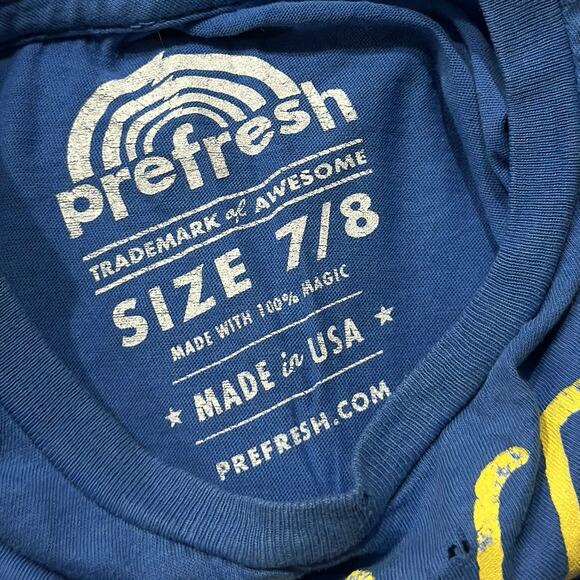 prefresh
TRADEMARK of AWESOME
SIZE 7/8
MADE WITH 100% MAGIC
MADE in USA
PREFRESH.COM